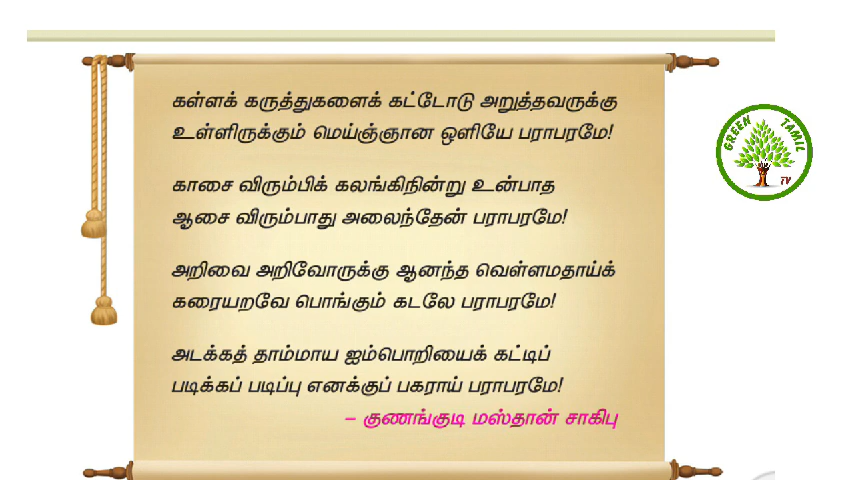 கள்ளக் கருத்துகளைக் கட்டோடு அறுத்தவருக்கு
உள்ளிருக்கும் மெய்ஞ்ஞான ஒளியே பராபரமே!
காசை விரும்பிக் கலங்கிநின்று உன்பாத
ஆசை விரும்பாது அலைந்தேன் பராபரமே!
அறிவை அறிவோருக்கு ஆனந்த வெள்ளமதாய்க்
கரையறவே பொங்கும் கடலே பராபரமே!
அடக்கத் தாம்மாய ஐம்பொறியைக் கட்டிப்
படிக்கப் படிப்பு எனக்குப் பகராய் பராபரமே!
– குணங்குடி மஸ்தான் சாகிபு
GREEN TAMIL
TV